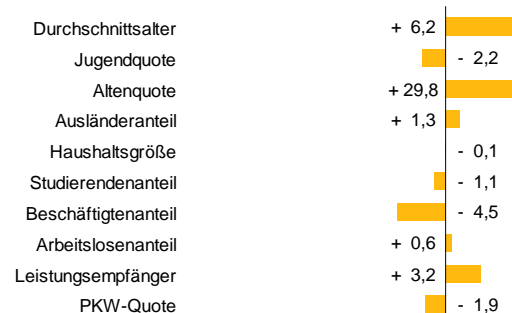 Durchschnittsalter + 6,2
Jugendquote - 2,2
Altenquote + 29,8
Ausländeranteil + 1,3
Haushaltsgröße - 0,1
Studierendenanteil - 1,1
Beschäftigtenanteil - 4,5
Arbeitslosenanteil + 0,6
Leistungsempfänger + 3,2
PKW-Quote - 1,9